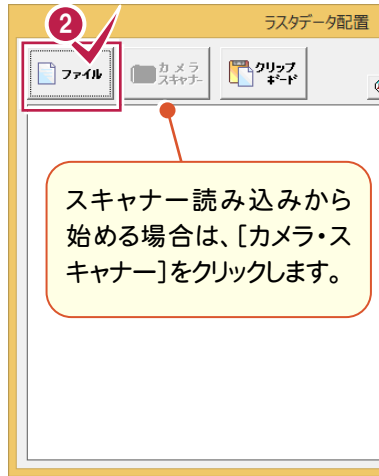 2
ラスタデータ配置
ファイル
カメラ
スキャナー
クリップ
ボード
スキャナー読み込みから
始める場合は、[カメラ・ス
キャナー]をクリックします。